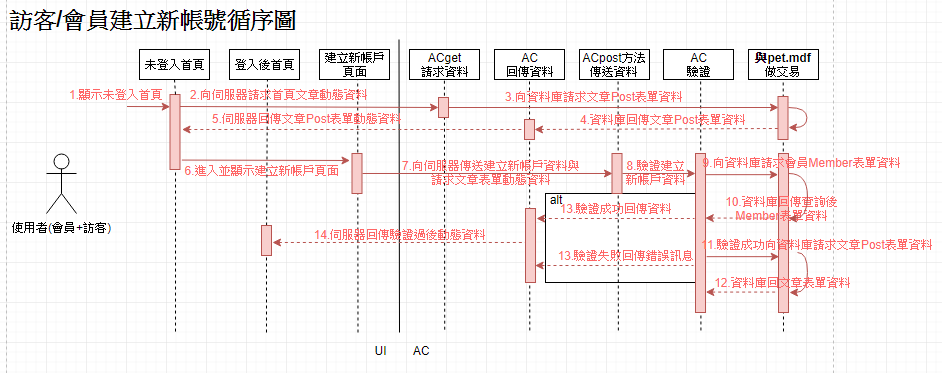 訪客/會員建立新帳號循序圖
未登入首頁
登入後首頁
建立新帳戶
頁面
ACget
請求資料
AC
回傳資料
ACpost方法
傳送資料
AC
驗證
與pet.mdf
做交易
1.顯示未登入首頁
2.向伺服器請求首頁文章動態資料
3.向資料庫請求文章Post表單資料
4.資料庫回傳文章Post表單資料
5.伺服器回傳文章Post表單動態資料
6.進入並顯示建立新帳戶頁面
7.向伺服器傳送建立新帳戶資料與
請求文章表單動態資料
8.驗證建立
新帳戶資料
9.向資料庫請求會員Member表單資料
10.資料庫回傳查詢後
Member表單資料
alt
13.驗證成功回傳資料
使用者(會員+訪客)
14.伺服器回傳驗證過後動態資料
11.驗證成功向資料庫請求文章Post表單資料
13.驗證失敗回傳錯誤訊息
12.資料庫回文章表單資料
UI
AC